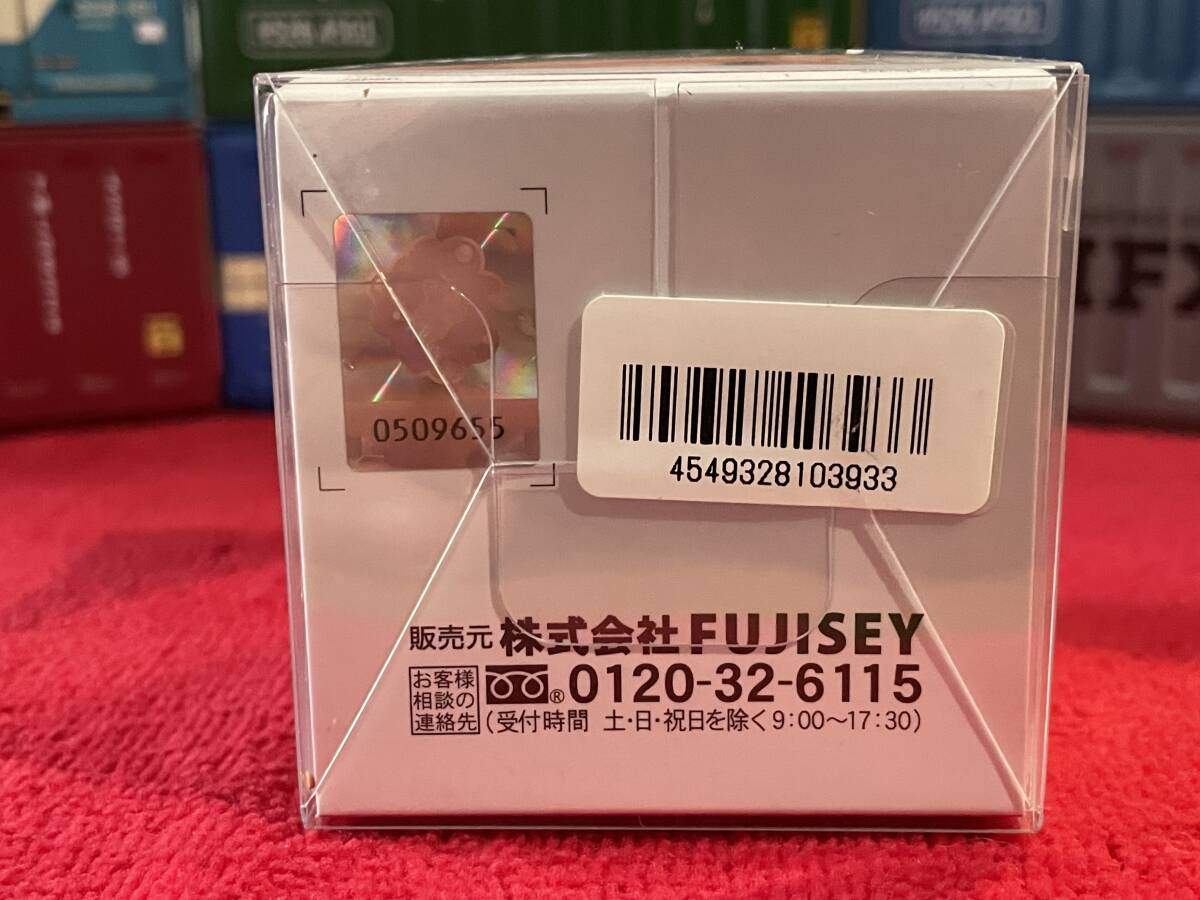 0509655
4549328103933
販売元 株式会社FUJISEY
お客様
相談の
連絡先
® 0120-32-6115
(受付時間 土・日・祝日を除く 9:00〜17:30)